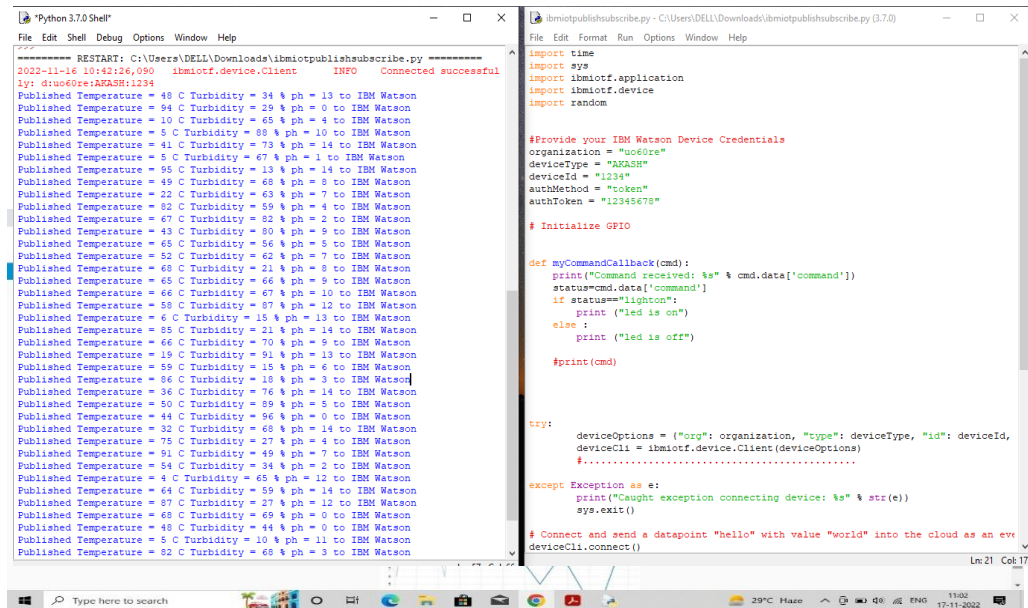 *Python 3.7.0 Shell*
File Edit Shell Debug Options Window Help
>>>
========= RESTART: C:\Users\DELL\Downloads\ibmiotpublishsubscribe.py =========
2022-11-16 10:42:26,090 ibmiotf.device.Client INFO Connected successful
ly: d:uo60re:AKASH:1234
Published Temperature = 48 C Turbidity = 34 % ph = 13 to IBM Watson
Published Temperature = 94 C Turbidity = 29 % ph = 0 to IBM Watson
Published Temperature = 10 C Turbidity = 65 % ph = 4 to IBM Watson
Published Temperature = 5 C Turbidity = 88 % ph = 10 to IBM Watson
Published Temperature = 41 C Turbidity = 73 % ph = 14 to IBM Watson
Published Temperature = 5 C Turbidity = 67 % ph = 1 to IBM Watson
Published Temperature = 95 C Turbidity = 13 % ph = 14 to IBM Watson
Published Temperature = 49 C Turbidity = 68 % ph = 8 to IBM Watson
Published Temperature = 22 C Turbidity = 63 % ph = 7 to IBM Watson
Published Temperature = 82 C Turbidity = 59 % ph = 4 to IBM Watson
Published Temperature = 67 C Turbidity = 82 % ph = 2 to IBM Watson
Published Temperature = 43 C Turbidity = 80 % ph = 9 to IBM Watson
Published Temperature = 65 C Turbidity = 56 % ph = 5 to IBM Watson
Published Temperature = 52 C Turbidity = 62 % ph = 7 to IBM Watson
Published Temperature = 68 C Turbidity = 21 % ph = 8 to IBM Watson
Published Temperature = 65 C Turbidity = 66 % ph = 9 to IBM Watson
Published Temperature = 66 C Turbidity = 67 % ph = 10 to IBM Watson
Published Temperature = 58 C Turbidity = 87 % ph = 12 to IBM Watson
Published Temperature = 6 C Turbidity = 15 % ph = 13 to IBM Watson
Published Temperature = 85 C Turbidity = 21 % ph = 14 to IBM Watson
Published Temperature = 66 C Turbidity = 70 % ph = 9 to IBM Watson
Published Temperature = 19 C Turbidity = 91 % ph = 13 to IBM Watson
Published Temperature = 59 C Turbidity = 15 % ph = 6 to IBM Watson
Published Temperature = 86 C Turbidity = 18 % ph = 3 to IBM Watson
Published Temperature = 36 C Turbidity = 76 % ph = 14 to IBM Watson
Published Temperature = 50 C Turbidity = 89 % ph = 5 to IBM Watson
Published Temperature = 44 C Turbidity = 96 % ph = 0 to IBM Watson
Published Temperature = 32 C Turbidity = 68 % ph = 14 to IBM Watson
Published Temperature = 75 C Turbidity = 27 % ph = 4 to IBM Watson
Published Temperature = 91 C Turbidity = 49 % ph = 7 to IBM Watson
Published Temperature = 54 C Turbidity = 34 % ph = 2 to IBM Watson
Published Temperature = 4 C Turbidity = 65 % ph = 12 to IBM Watson
Published Temperature = 64 C Turbidity = 59 % ph = 14 to IBM Watson
Published Temperature = 87 C Turbidity = 27 % ph = 12 to IBM Watson
Published Temperature = 68 C Turbidity = 69 % ph = 0 to IBM Watson
Published Temperature = 48 C Turbidity = 44 % ph = 0 to IBM Watson
Published Temperature = 5 C Turbidity = 10 % ph = 11 to IBM Watson
Published Temperature = 82 C Turbidity = 68 % ph = 3 to IBM Watson
ibmiotpublishsubscribe.py - C:\Users\DELL\Downloads\ibmiotpublishsubscribe.py (3.7.0)
File Edit Format Run Options Window Help
import time
import sys
import ibmiotf.application
import ibmiotf.device
import random
#Provide your IBM Watson Device Credentials
organization = "uo60re"
deviceType = "AKASH"
deviceId = "1234"
authMethod = "token"
authToken = "12345678"
# Initialize GPIO
def myCommandCallback(cmd):
print("Command received: %s" % cmd.data['command'])
status=cmd.data['command']
if status=="lighton":
print ("led is on")
else :
print ("led is off")
#print(cmd)
try:
deviceOptions = {"org": organization, "type": deviceType, "id": deviceId,
deviceCli = ibmiotf.device.Client(deviceOptions)
#............................................
except Exception as e:
print("Caught exception connecting device: %s" % str(e))
sys.exit()
# Connect and send a datapoint "hello" with value "world" into the cloud as an eve
deviceCli.connect()
Ln: 21 Col: 17
Type here to search
29°C Haze
ENG
11:02
17-11-2022